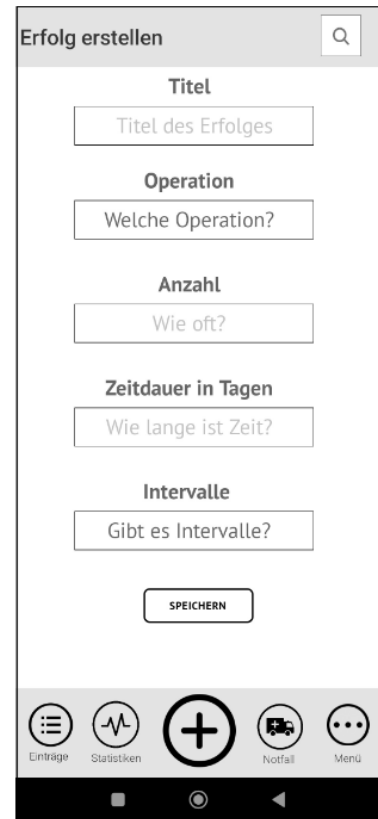 Erfolg erstellen
Titel
Titel des Erfolges
Operation
Welche Operation?
Anzahl
Wie oft?
Zeitdauer in Tagen
Wie lange ist Zeit?
Intervalle
Gibt es Intervalle?
SPEICHERN
Einträge Statistiken Notfall Menü